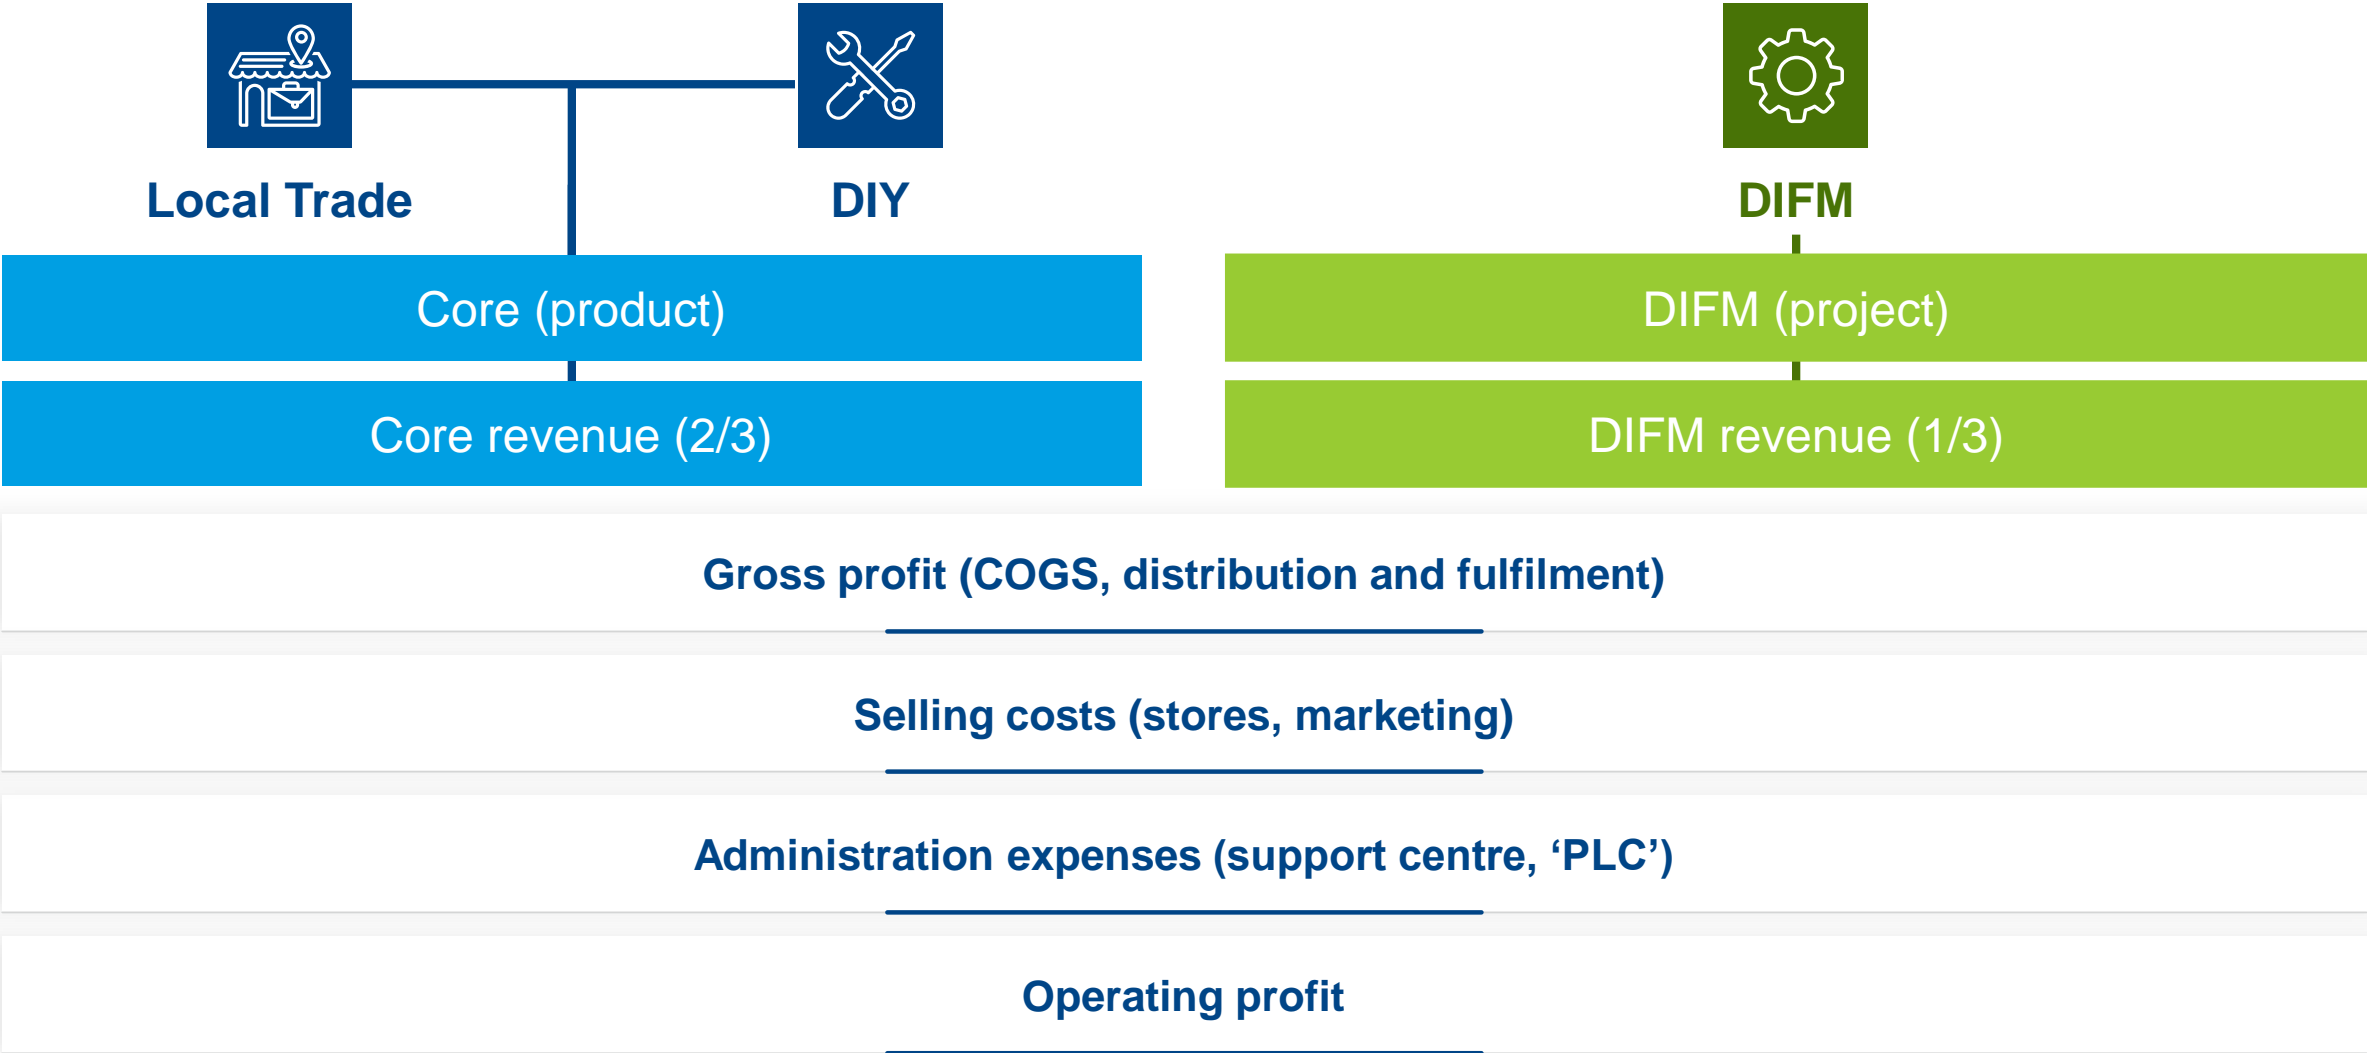 Local Trade
DIY
DIFM
Core (product)
DIFM (project)
Core revenue (2/3)
DIFM revenue (1/3)
Gross profit (COGS, distribution and fulfilment)
Selling costs (stores, marketing)
Administration expenses (support centre, ‘PLC’)
Operating profit